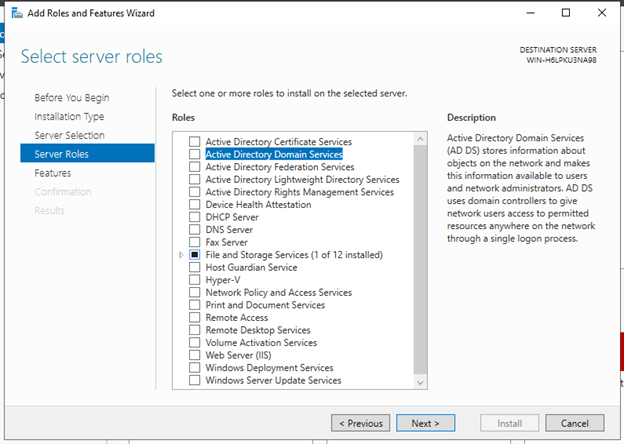 Add Roles and Features Wizard
Select server roles
DESTINATION SERVER
WIN-H6LPKU3NA98
Before You Begin
Installation Type
Server Selection
Server Roles
Features
Confirmation
Results
Select one or more roles to install on the selected server.
Roles
Active Directory Certificate Services
Active Directory Domain Services
Active Directory Federation Services
Active Directory Lightweight Directory Services
Active Directory Rights Management Services
Device Health Attestation
DHCP Server
DNS Server
Fax Server
File and Storage Services (1 of 12 installed)
Host Guardian Service
Hyper-V
Network Policy and Access Services
Print and Document Services
Remote Access
Remote Desktop Services
Volume Activation Services
Web Server (IIS)
Windows Deployment Services
Windows Server Update Services
Description
Active Directory Domain Services
(AD DS) stores information about
objects on the network and makes
this information available to users
and network administrators. AD DS
uses domain controllers to give
network users access to permitted
resources anywhere on the network
through a single logon process.
< Previous
Next >
Install
Cancel